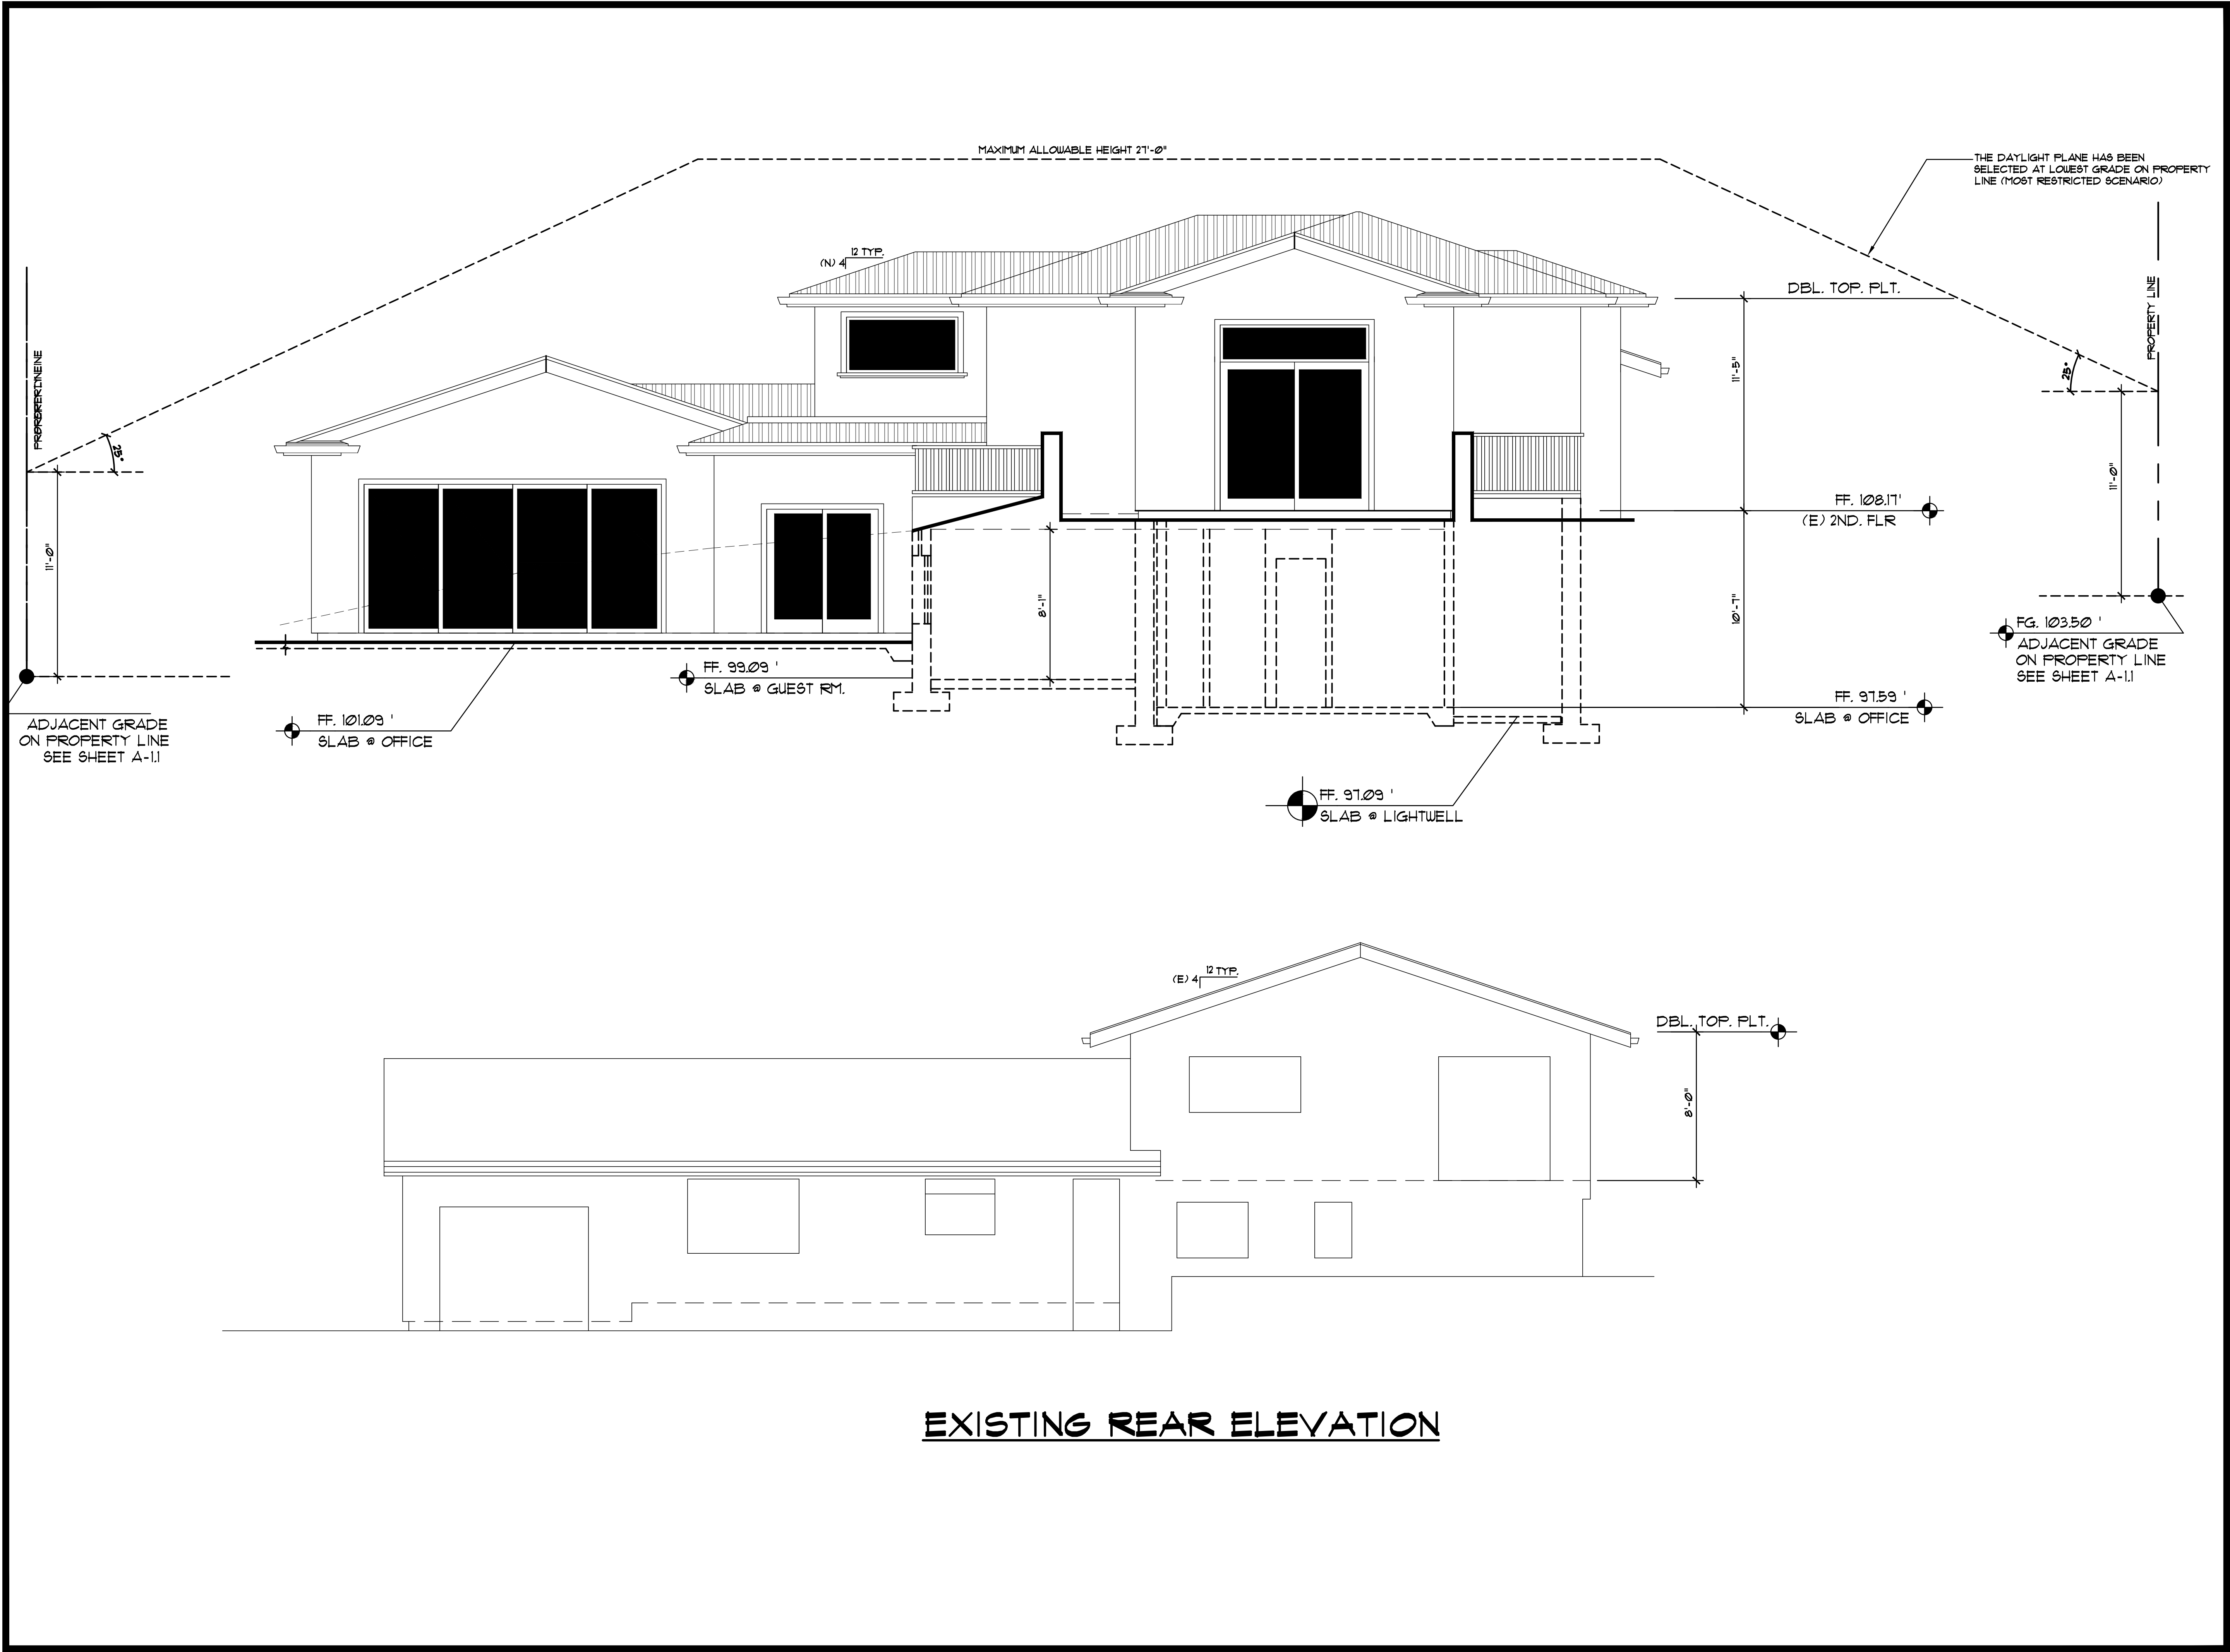 MAXIMUM ALLOWABLE HEIGHT 27'-0"
THE DAYLIGHT PLANE HAS BEEN
SELECTED AT LOWEST GRADE ON PROPERTY
LINE (MOST RESTRICTED SCENARIO)
12 TYP.
(N) 4
DBL. TOP. PLT.
PROPERTY LINE
PROPERTY LINE
25°
25°
11'-5"
11'-0"
11'-0"
FF. 108.17'
(E) 2ND. FLR
8'-1"
10'-7"
FG. 103.50 '
ADJACENT GRADE
ON PROPERTY LINE
SEE SHEET A-1.1
FF. 99.09 '
SLAB @ GUEST RM.
FF. 97.59 '
SLAB @ OFFICE
FF. 101.09 '
SLAB @ OFFICE
ADJACENT GRADE
ON PROPERTY LINE
SEE SHEET A-1.1
FF. 97.09 '
SLAB @ LIGHTWELL
12 TYP.
(E) 4
DBL. TOP. PLT.
8'-0"
EXISTING REAR ELEVATION